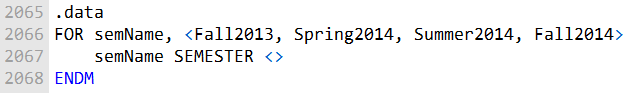 2065 .data
2066 FOR semName, <Fall2013, Spring2014, Summer2014, Fall2014>
2067     semName SEMESTER <>
2068 ENDM